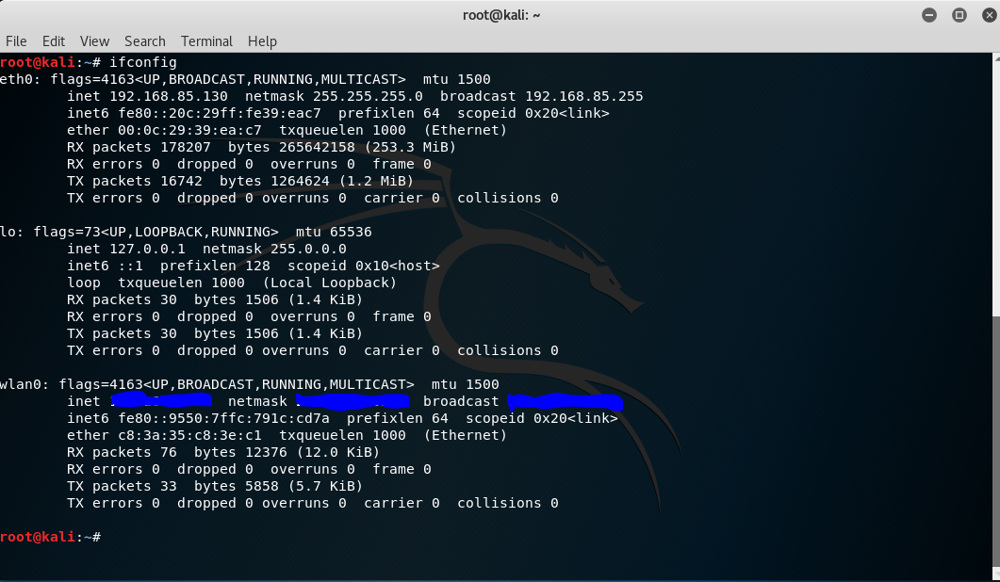 root@kali: ~
File Edit View Search Terminal Help
root@kali:~# ifconfig
eth0: flags=4163<UP,BROADCAST,RUNNING,MULTICAST>  mtu 1500
        inet 192.168.85.130  netmask 255.255.255.0  broadcast 192.168.85.255
        inet6 fe80::20c:29ff:fe39:eac7  prefixlen 64  scopeid 0x20<link>
        ether 00:0c:29:39:ea:c7  txqueuelen 1000  (Ethernet)
        RX packets 178207  bytes 265642158 (253.3 MiB)
        RX errors 0  dropped 0  overruns 0  frame 0
        TX packets 16742  bytes 1264624 (1.2 MiB)
        TX errors 0  dropped 0 overruns 0  carrier 0  collisions 0

lo: flags=73<UP,LOOPBACK,RUNNING>  mtu 65536
        inet 127.0.0.1  netmask 255.0.0.0
        inet6 ::1  prefixlen 128  scopeid 0x10<host>
        loop  txqueuelen 1000  (Local Loopback)
        RX packets 30  bytes 1506 (1.4 KiB)
        RX errors 0  dropped 0  overruns 0  frame 0
        TX packets 30  bytes 1506 (1.4 KiB)
        TX errors 0  dropped 0 overruns 0  carrier 0  collisions 0

wlan0: flags=4163<UP,BROADCAST,RUNNING,MULTICAST>  mtu 1500
        inet  netmask  broadcast
        inet6 fe80::9550:7ffc:791c:cd7a  prefixlen 64  scopeid 0x20<link>
        ether c8:3a:35:c8:3e:c1  txqueuelen 1000  (Ethernet)
        RX packets 76  bytes 12376 (12.0 KiB)
        RX errors 0  dropped 0  overruns 0  frame 0
        TX packets 33  bytes 5858 (5.7 KiB)
        TX errors 0  dropped 0 overruns 0  carrier 0  collisions 0

root@kali:~#